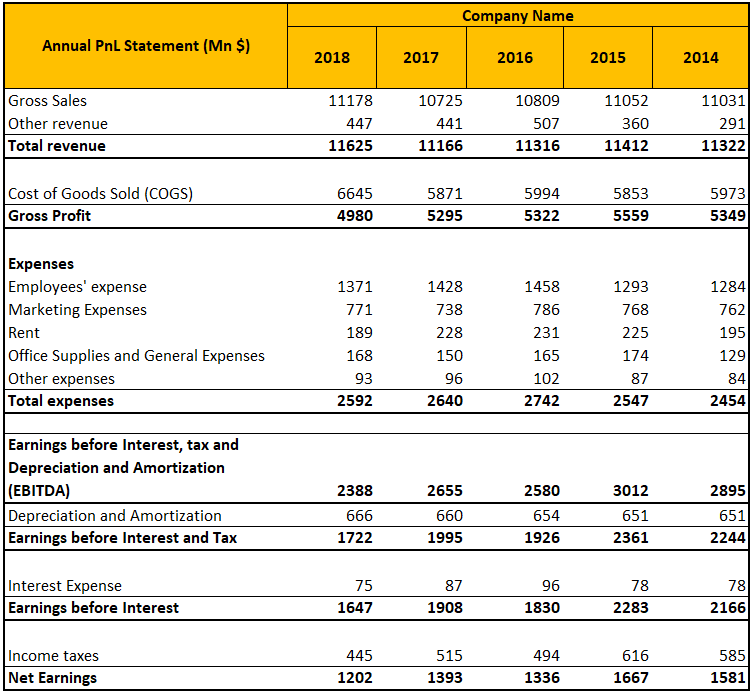 Company Name
Annual PnL Statement (Mn $)
2018 2017 2016 2015 2014
Gross Sales 11178 10725 10809 11052 11031
Other revenue 447 441 507 360 291
Total revenue 11625 11166 11316 11412 11322
Cost of Goods Sold (COGS) 6645 5871 5994 5853 5973
Gross Profit 4980 5295 5322 5559 5349
Expenses
Employees' expense 1371 1428 1458 1293 1284
Marketing Expenses 771 738 786 768 762
Rent 189 228 231 225 195
Office Supplies and General Expenses 168 150 165 174 129
Other expenses 93 96 102 87 84
Total expenses 2592 2640 2742 2547 2454
Earnings before Interest, tax and
Depreciation and Amortization
(EBITDA) 2388 2655 2580 3012 2895
Depreciation and Amortization 666 660 654 651 651
Earnings before Interest and Tax 1722 1995 1926 2361 2244
Interest Expense 75 87 96 78 78
Earnings before Interest 1647 1908 1830 2283 2166
Income taxes 445 515 494 616 585
Net Earnings 1202 1393 1336 1667 1581